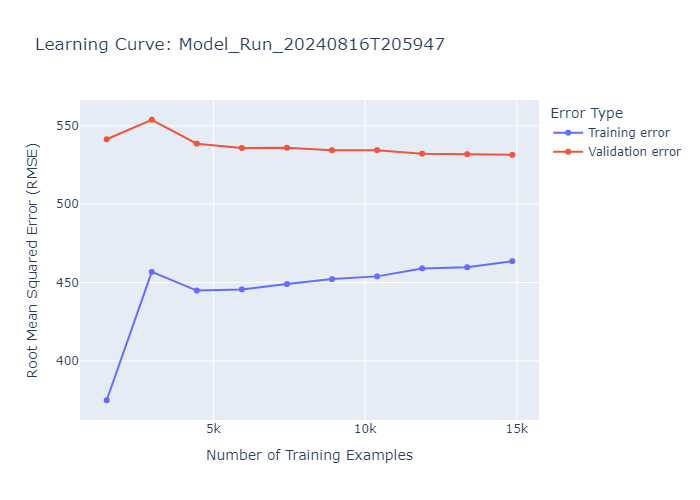 Learning Curve: Model_Run_20240816T205947
Error Type
Training error
Validation error
Root Mean Squared Error (RMSE)
550
500
450
400
5k
10k
15k
Number of Training Examples